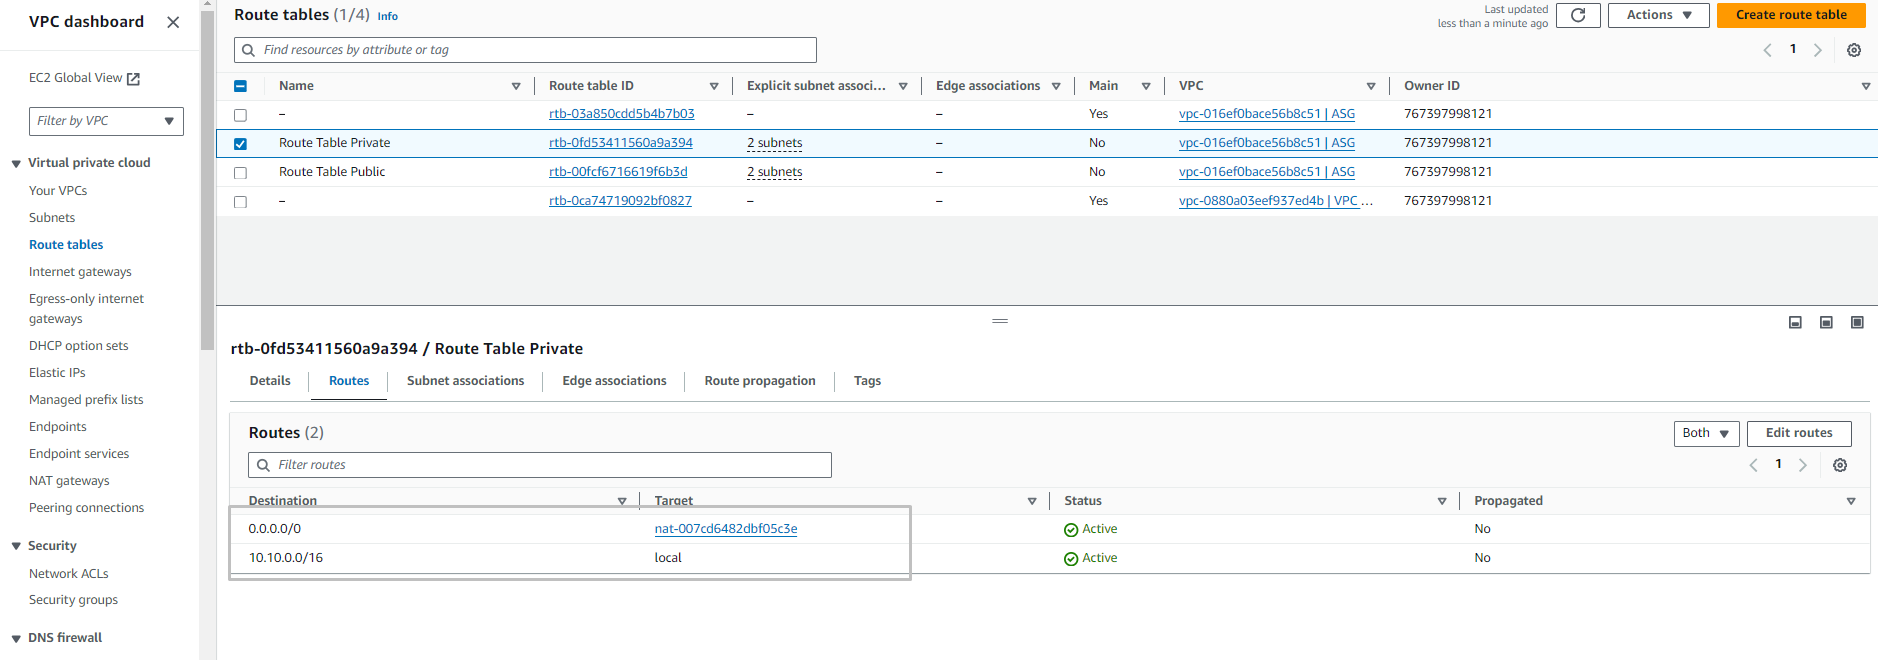 VPC dashboard
EC2 Global View
Filter by VPC
Virtual private cloud
Your VPCs
Subnets
Route tables
Internet gateways
Egress-only internet
gateways
DHCP option sets
Elastic IPs
Managed prefix lists
Endpoints
Endpoint services
NAT gateways
Peering connections
Security
Network ACLs
Security groups
DNS firewall
Route tables (1/4) Info
Last updated
less than a minute ago
Actions
Create route table
Find resources by attribute or tag
1
Name Route table ID Explicit subnet associ... Edge associations Main VPC Owner ID
– rtb-03a850cdd5b4b7b03 – – Yes vpc-016ef0bace56b8c51 | ASG 767397998121
Route Table Private rtb-0fd53411560a9a394 2 subnets – No vpc-016ef0bace56b8c51 | ASG 767397998121
Route Table Public rtb-00fcf6716619f6b3d 2 subnets – No vpc-016ef0bace56b8c51 | ASG 767397998121
– rtb-0ca74719092bf0827 – – Yes vpc-0880a03eef937ed4b | VPC ... 767397998121
rtb-0fd53411560a9a394 / Route Table Private
Details Routes Subnet associations Edge associations Route propagation Tags
Routes (2)
Both
Edit routes
Filter routes
1
Destination Target Status Propagated
0.0.0.0/0 nat-007cd6482dbf05c3e Active No
10.10.0.0/16 local Active No